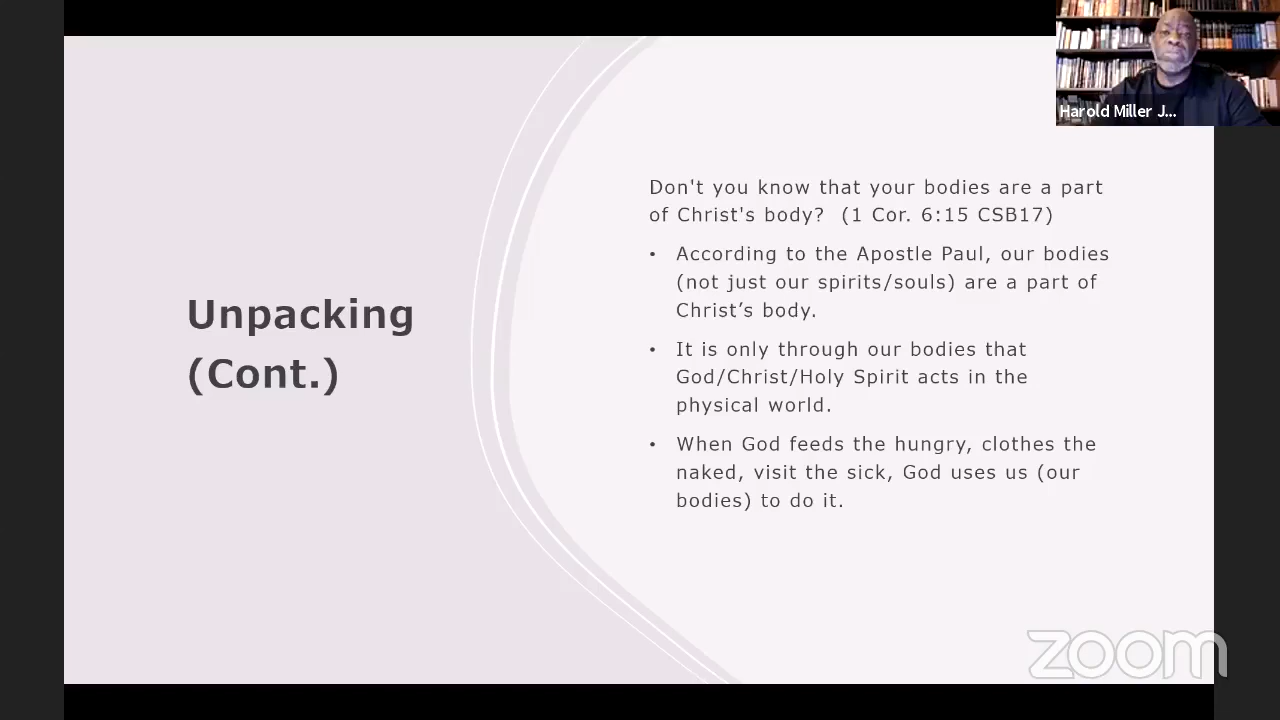 Harold Miller J...
Unpacking
(Cont.)
Don't you know that your bodies are a part
of Christ's body?  (1 Cor. 6:15 CSB17)
• According to the Apostle Paul, our bodies
(not just our spirits/souls) are a part of
Christ’s body.
• It is only through our bodies that
God/Christ/Holy Spirit acts in the
physical world.
• When God feeds the hungry, clothes the
naked, visit the sick, God uses us (our
bodies) to do it.
zoom